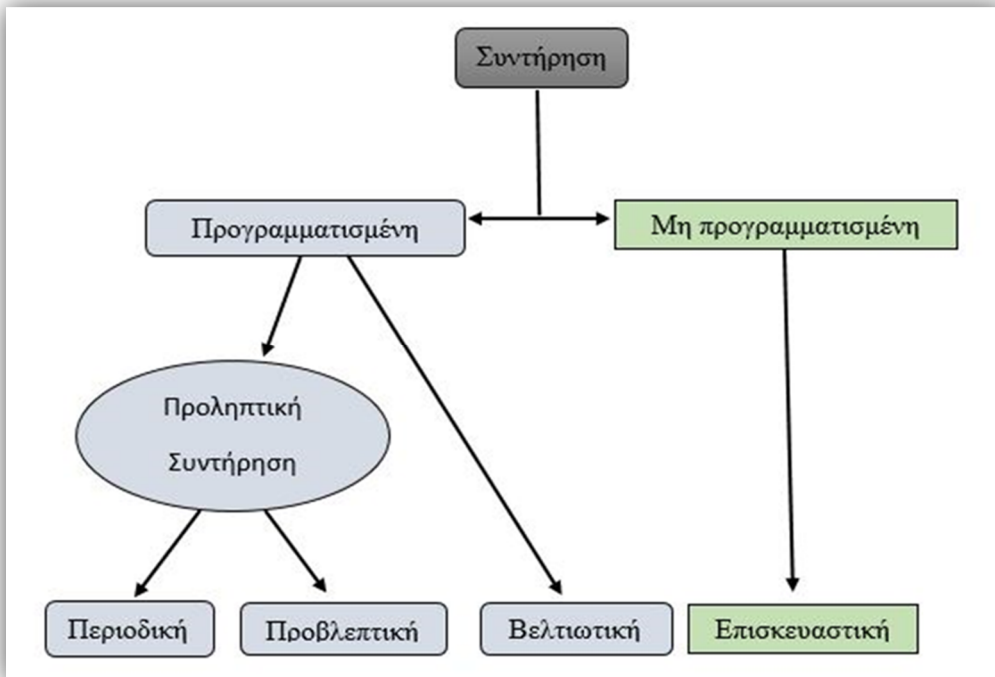 Συντήρηση
Προγραμματισμένη
Μη προγραμματισμένη
Προληπτική
Συντήρηση
Περιοδική
Προβλεπτική
Βελτιωτική
Επισκευαστική